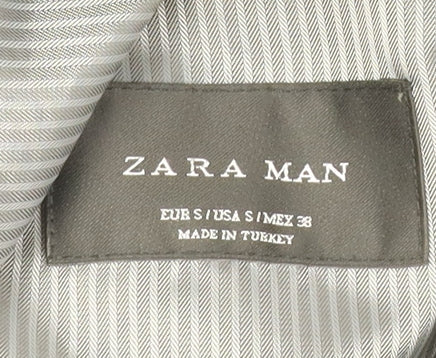 ZARA MAN
EUR S / USA S / MEX 38
MADE IN TURKEY